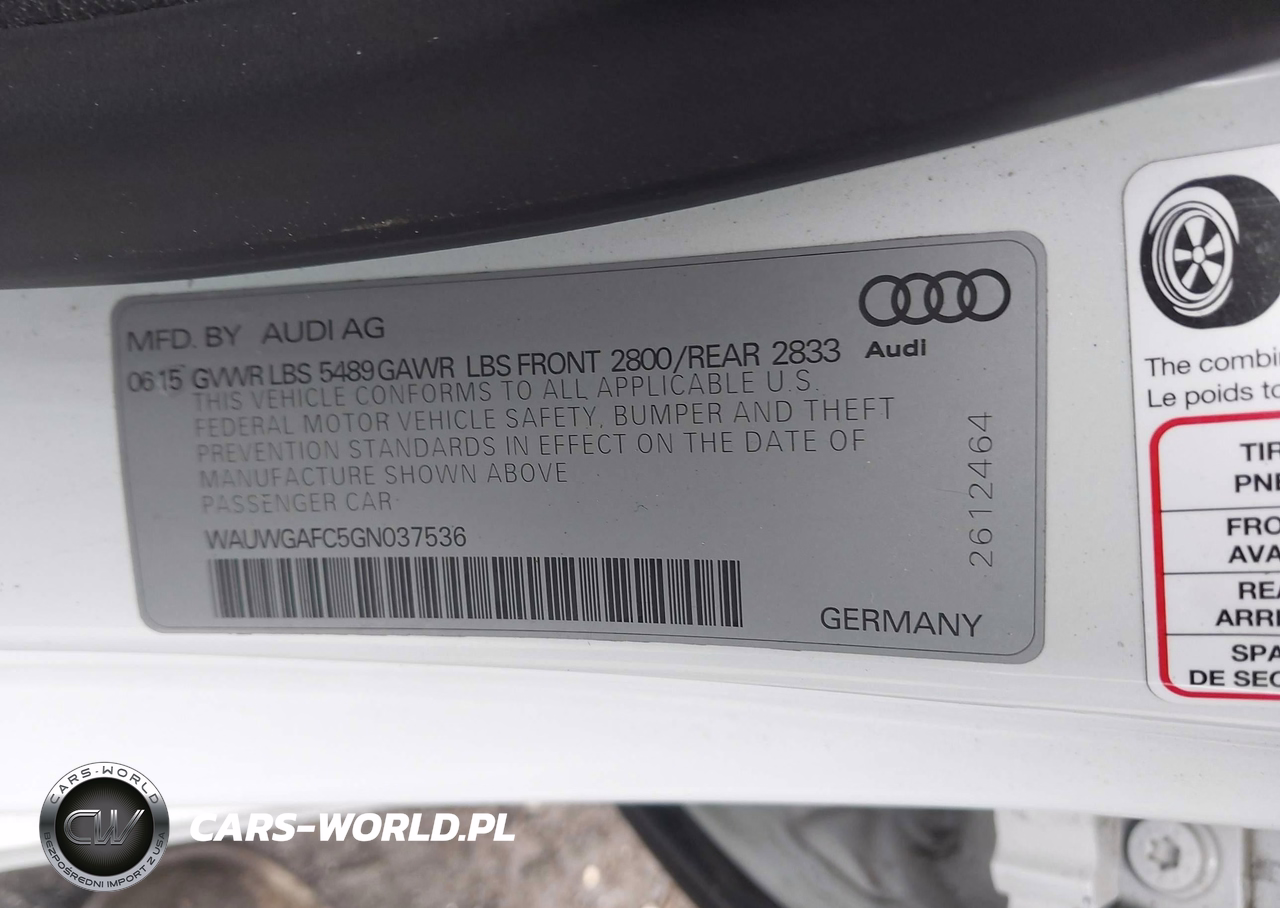 MFD. BY AUDI AG
Audi
06 15 GVWR LBS 5489 GAWR LBS FRONT 2800/REAR 2833
THIS VEHICLE CONFORMS TO ALL APPLICABLE U.S.
FEDERAL MOTOR VEHICLE SAFETY, BUMPER AND THEFT
PREVENTION STANDARDS IN EFFECT ON THE DATE OF
MANUFACTURE SHOWN ABOVE
PASSENGER CAR
WAUWGAFC5GN037536
2612464
GERMANY
The combin
Le poids to
TIR
PNE
FRO
AVA
REA
ARRI
SPA
DE SEC
CARS-WORLD
CW
BEZPOŚREDNI IMPORT Z USA
CARS-WORLD.PL